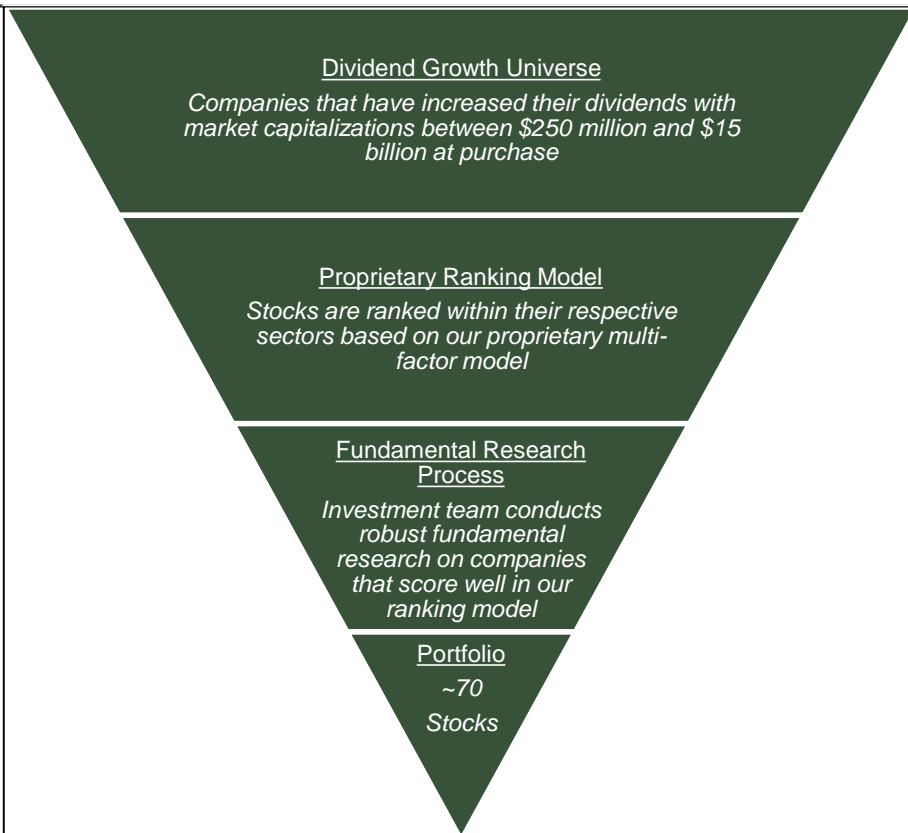 Dividend Growth Universe
Companies that have increased their dividends with
market capitalizations between $250 million and $15
billion at purchase
Proprietary Ranking Model
Stocks are ranked within their respective
sectors based on our proprietary multi-
factor model
Fundamental Research
Process
Investment team conducts
robust fundamental
research on companies
that score well in our
ranking model
Portfolio
~70
Stocks